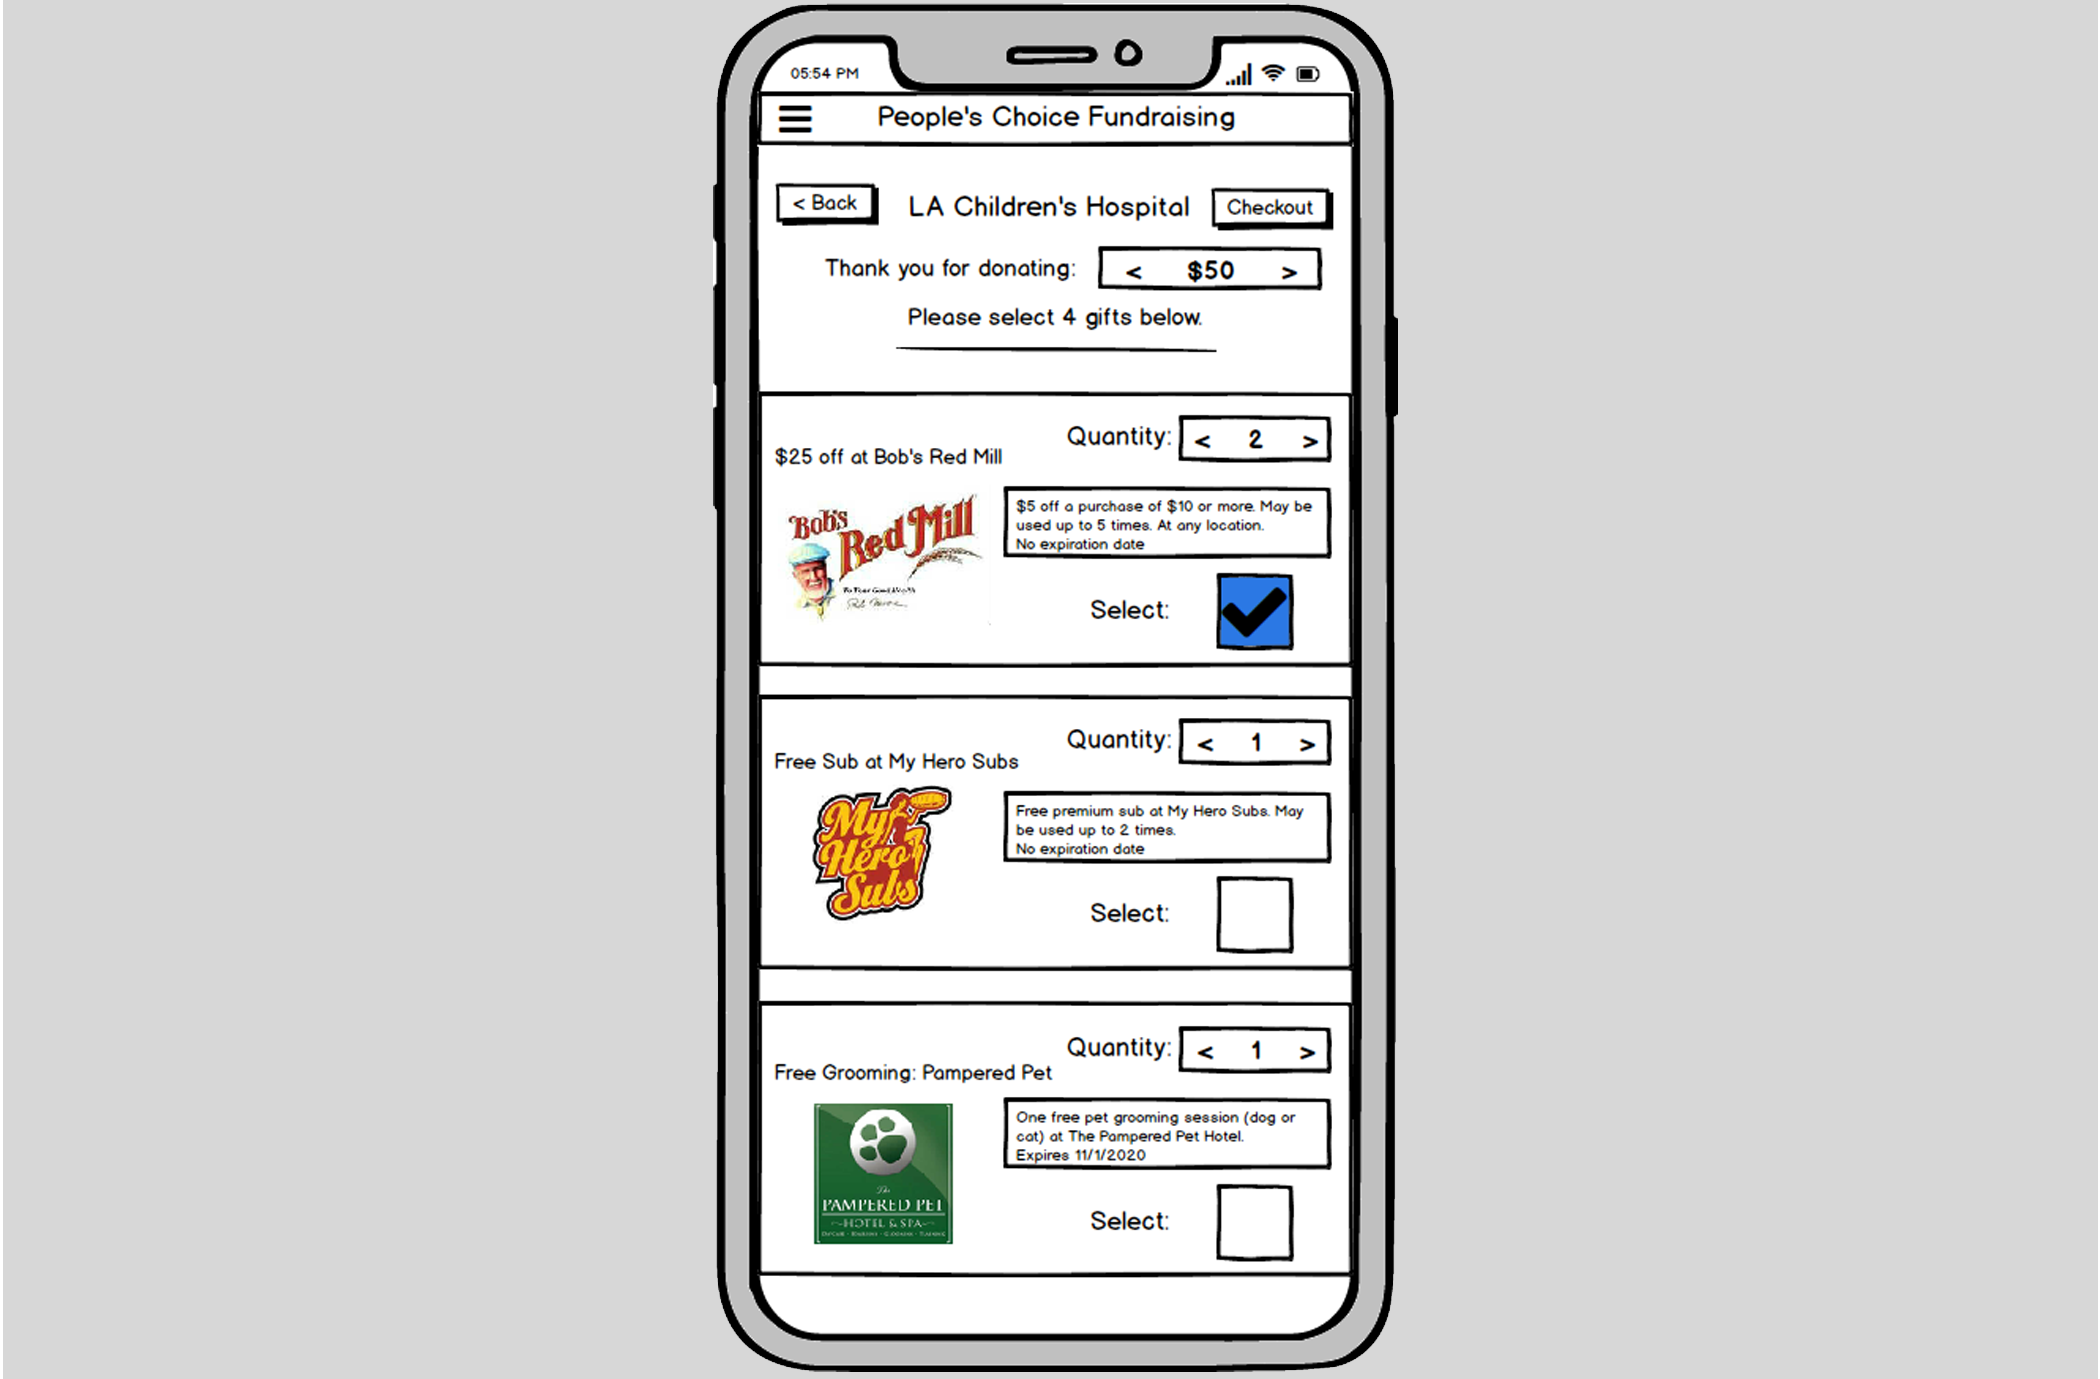 05:54 PM
People's Choice Fundraising
< Back
LA Children's Hospital
Checkout
Thank you for donating:
< $50 >
Please select 4 gifts below.
Quantity: < 2 >
$25 off at Bob's Red Mill
$5 off a purchase of $10 or more. May be
used up to 5 times. At any location.
No expiration date
Bob's
Red Mill
To Your Good Health
Select:
Quantity: < 1 >
Free Sub at My Hero Subs
Free premium sub at My Hero Subs. May
be used up to 2 times.
No expiration date
My
Hero
Subs
Select:
Quantity: < 1 >
Free Grooming: Pampered Pet
One free pet grooming session (dog or
cat) at The Pampered Pet Hotel.
Expires 11/1/2020
The
PAMPERED PET
HOTEL & SPA
Select: